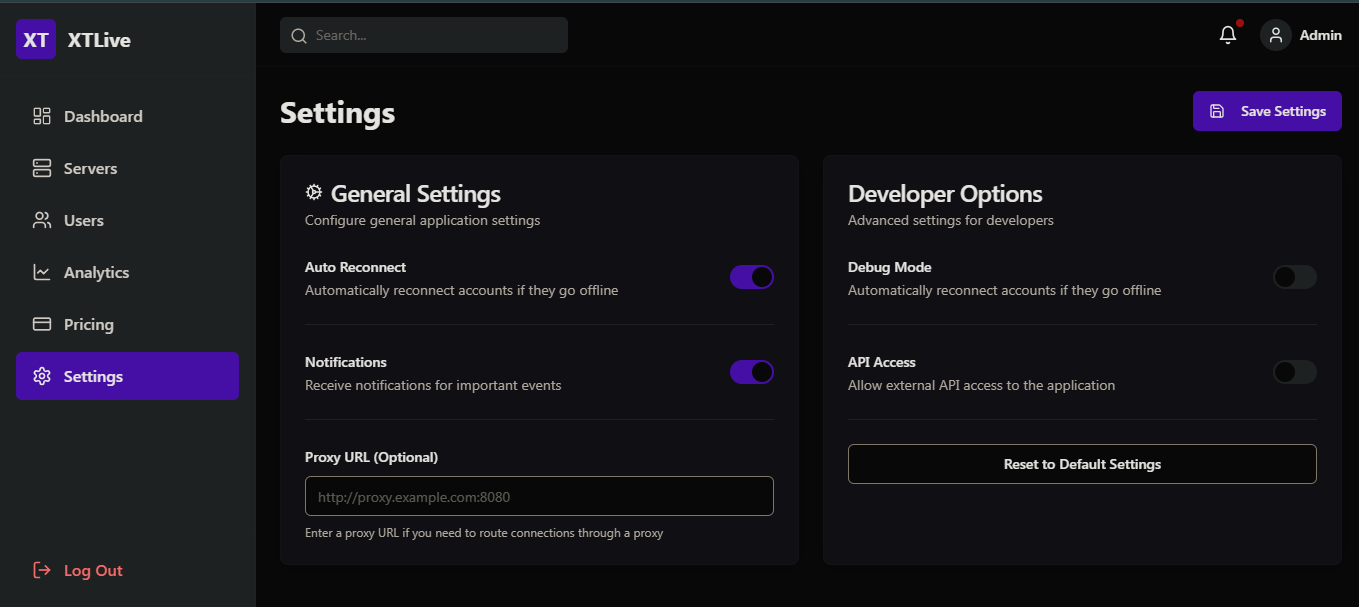 XT XTLive
Search...
Admin
Dashboard
Servers
Users
Analytics
Pricing
Settings
Log Out
Settings
Save Settings
General Settings
Configure general application settings
Auto Reconnect
Automatically reconnect accounts if they go offline
Notifications
Receive notifications for important events
Proxy URL (Optional)
http://proxy.example.com:8080
Enter a proxy URL if you need to route connections through a proxy
Developer Options
Advanced settings for developers
Debug Mode
Automatically reconnect accounts if they go offline
API Access
Allow external API access to the application
Reset to Default Settings